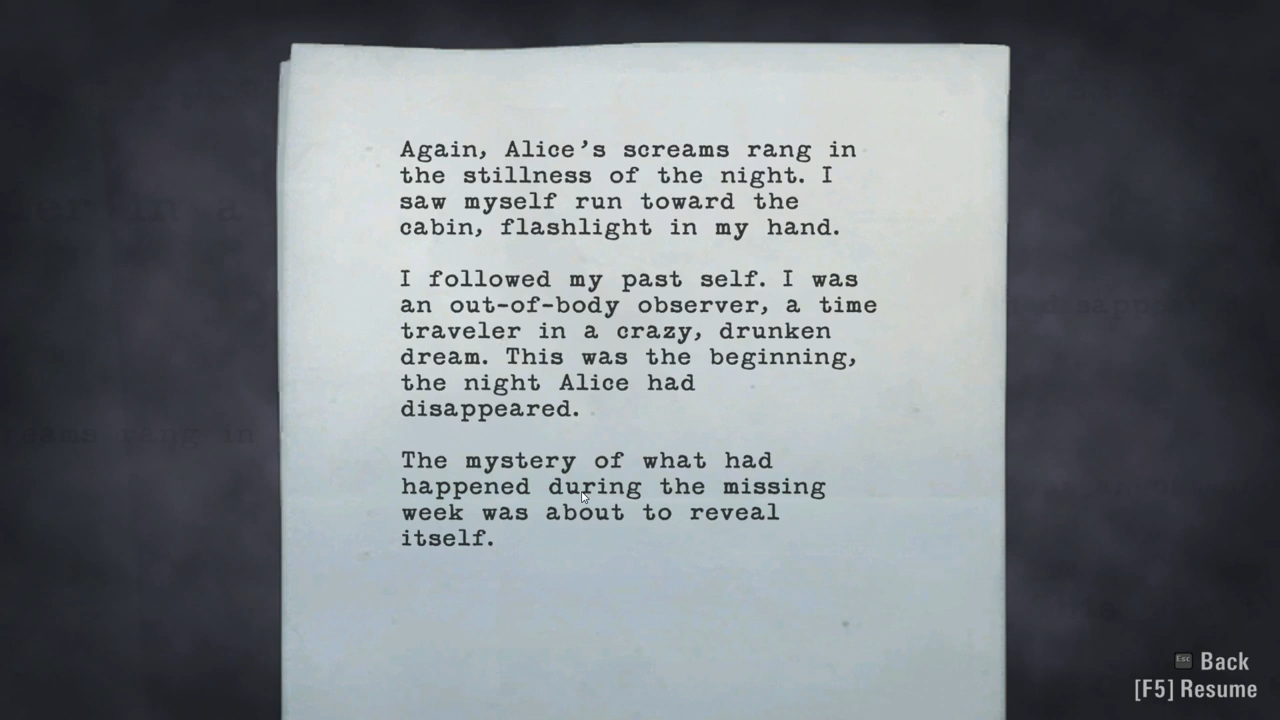 Again, Alice's screams rang in
the stillness of the night. I
saw myself run toward the
cabin, flashlight in my hand.
I followed my past self. I was
an out-of-body observer, a time
traveler in a crazy, drunken
dream. This was the beginning,
the night Alice had
disappeared.
The mystery of what had
happened during the missing
week was about to reveal
itself.
Esc Back
[F5] Resume